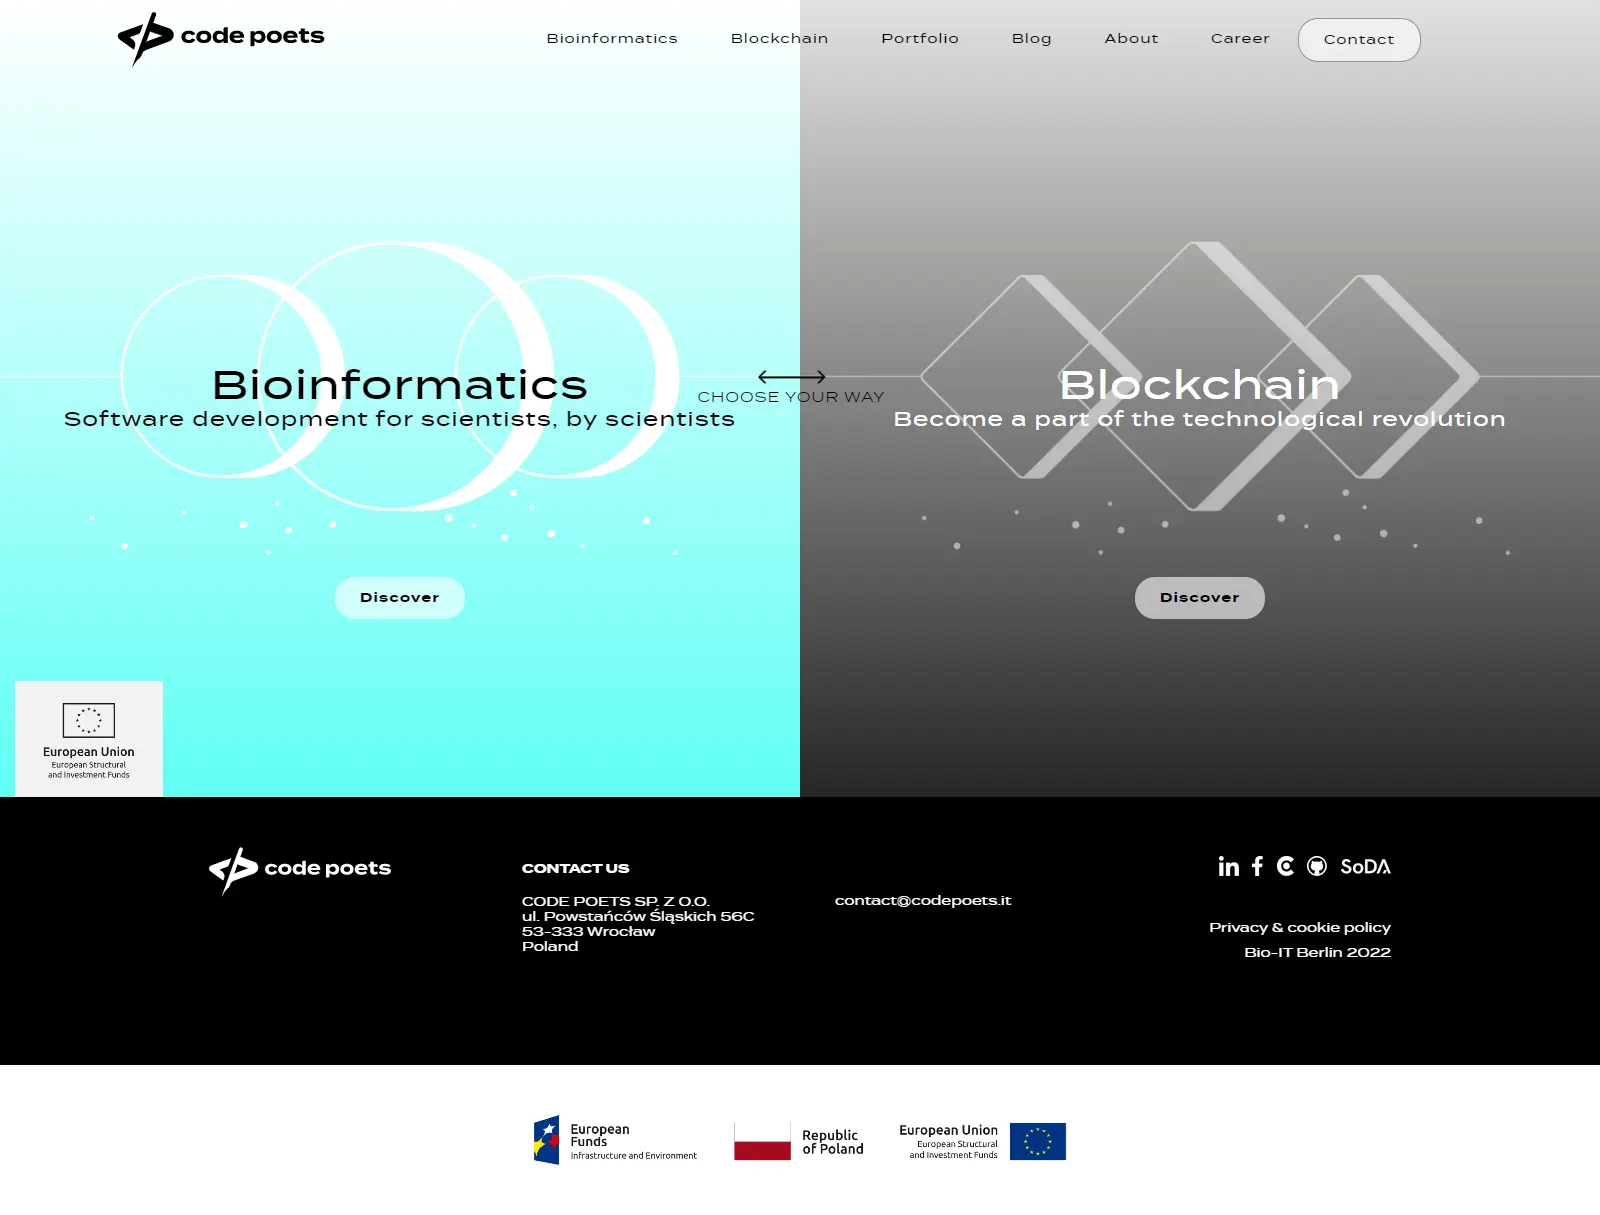 code poets
Bioinformatics
Blockchain
Portfolio
Blog
About
Career
Contact
Bioinformatics
Software development for scientists, by scientists
CHOOSE YOUR WAY
Blockchain
Become a part of the technological revolution
Discover
Discover
European Union
European Structural
and Investment Funds
code poets
CONTACT US
CODE POETS SP. Z O.O.
ul. Powstańców Śląskich 56C
53-333 Wrocław
Poland
contact@codepoets.it
SoDA
Privacy & cookie policy
Bio-IT Berlin 2022
European
Funds
Infrastructure and Environment
Republic
of Poland
European Union
European Structural
and Investment Funds